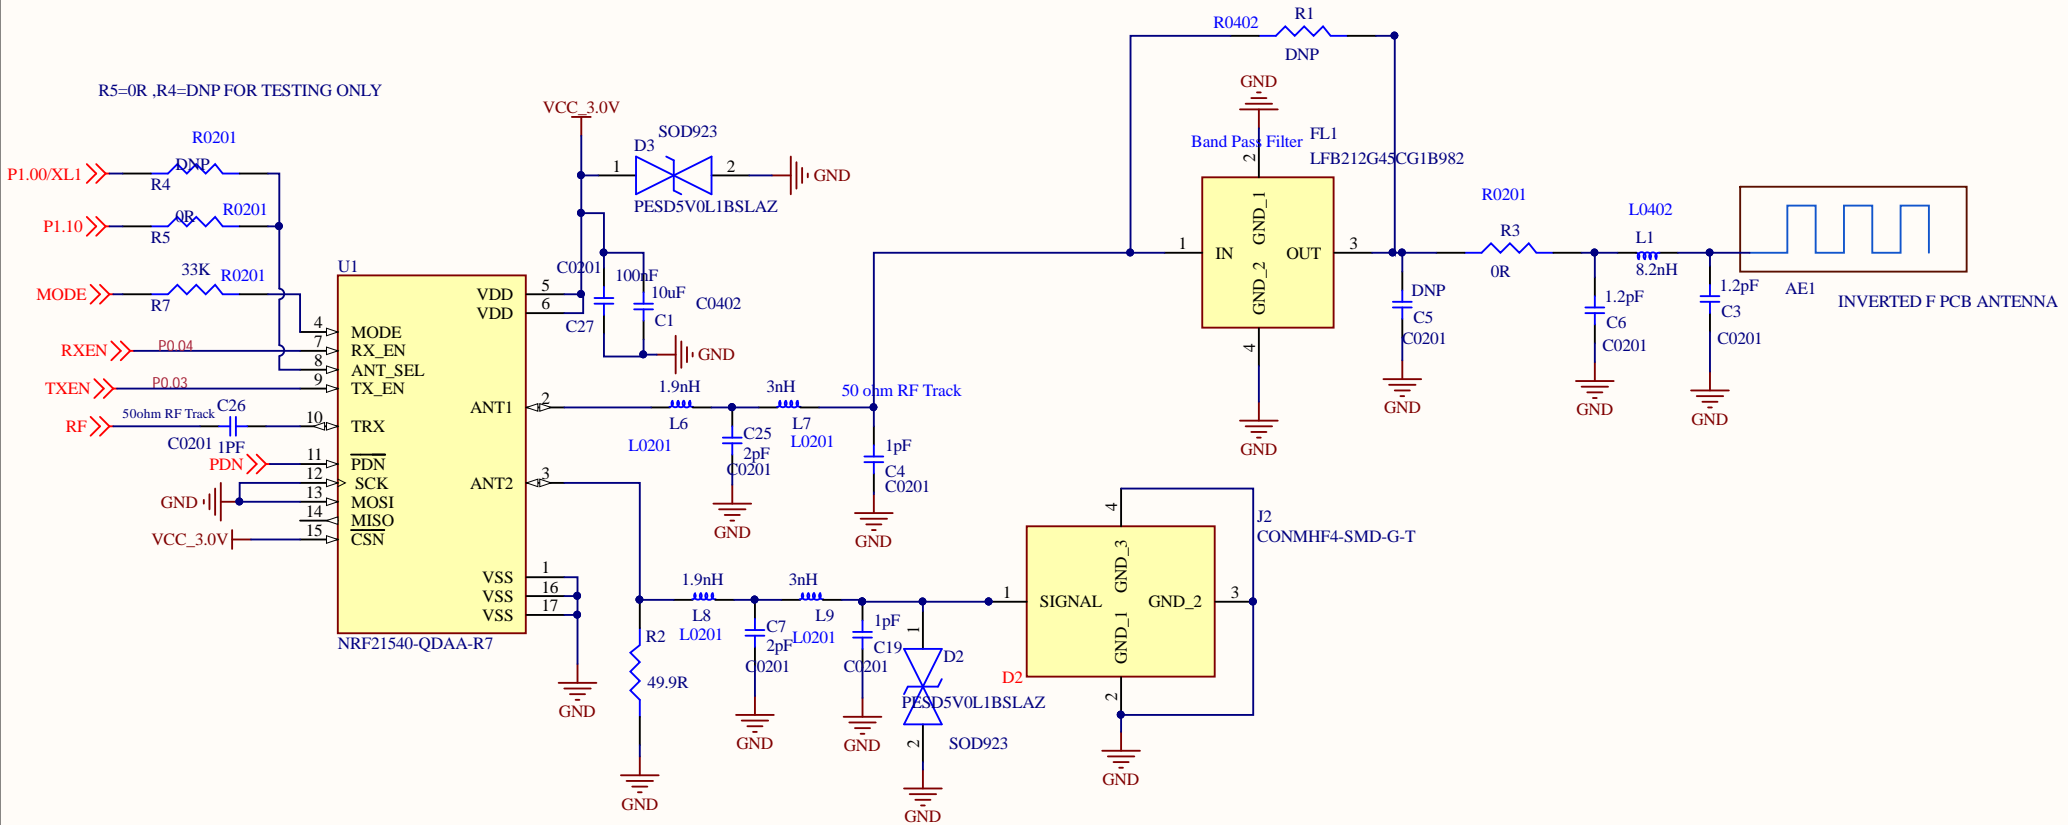 R5=0R ,R4=DNP FOR TESTING ONLY
R0201
P1.00/XL1
DNP
R4
P1.10
0R
R0201
R5
33K
R0201
MODE
R7
RXEN
P0.04
TXEN
P0.03
50ohm RF Track
C26
RF
C0201
1PF
PDN
GND
VCC_3.0V
U1
4
MODE
7
RX_EN
8
ANT_SEL
9
TX_EN
10
TRX
11
PDN
12
SCK
13
MOSI
14
MISO
15
CSN
VDD
5
VDD
6
ANT1
2
ANT2
3
VSS
1
VSS
16
VSS
17
NRF21540-QDAA-R7
GND
VCC_3.0V
SOD923
D3
1
2
GND
PESD5V0L1BSLAZ
C0201
100nF
10uF
C0402
C27
C1
GND
1.9nH
3nH
50 ohm RF Track
L6
L7
L0201
L0201
C25
2pF
C0201
GND
1pF
C4
C0201
GND
1.9nH
3nH
L8
L9
L0201
L0201
R2
49.9R
GND
C7
2pF
C0201
GND
1pF
C19
C0201
GND
1
D2
PESD5V0L1BSLAZ
2
SOD923
GND
R0402
R1
DNP
GND
Band Pass Filter
FL1
LFB212G45CG1B982
2
1
IN
GND_1
GND_2
OUT
3
4
GND
DNP
C5
C0201
GND
R0201
R3
0R
1.2pF
C6
C0201
GND
L0402
L1
8.2nH
1.2pF
C3
C0201
GND
AE1
INVERTED F PCB ANTENNA
4
J2
CONMHF4-SMD-G-T
GND_3
1
SIGNAL
GND_2
3
GND_1
D2
2
GND